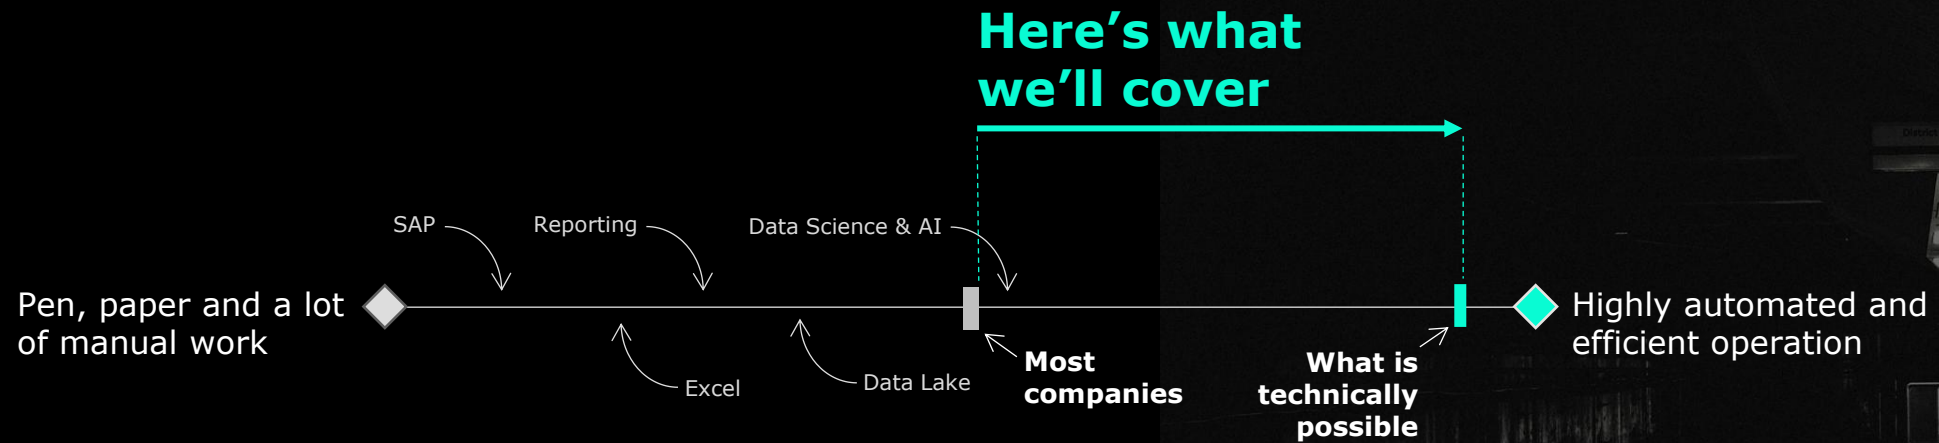 Here’s what
we’ll cover
SAP
Reporting
Data Science & AI
Pen, paper and a lot
of manual work
Highly automated and
efficient operation
Excel
Data Lake
Most
companies
What is
technically
possible
District